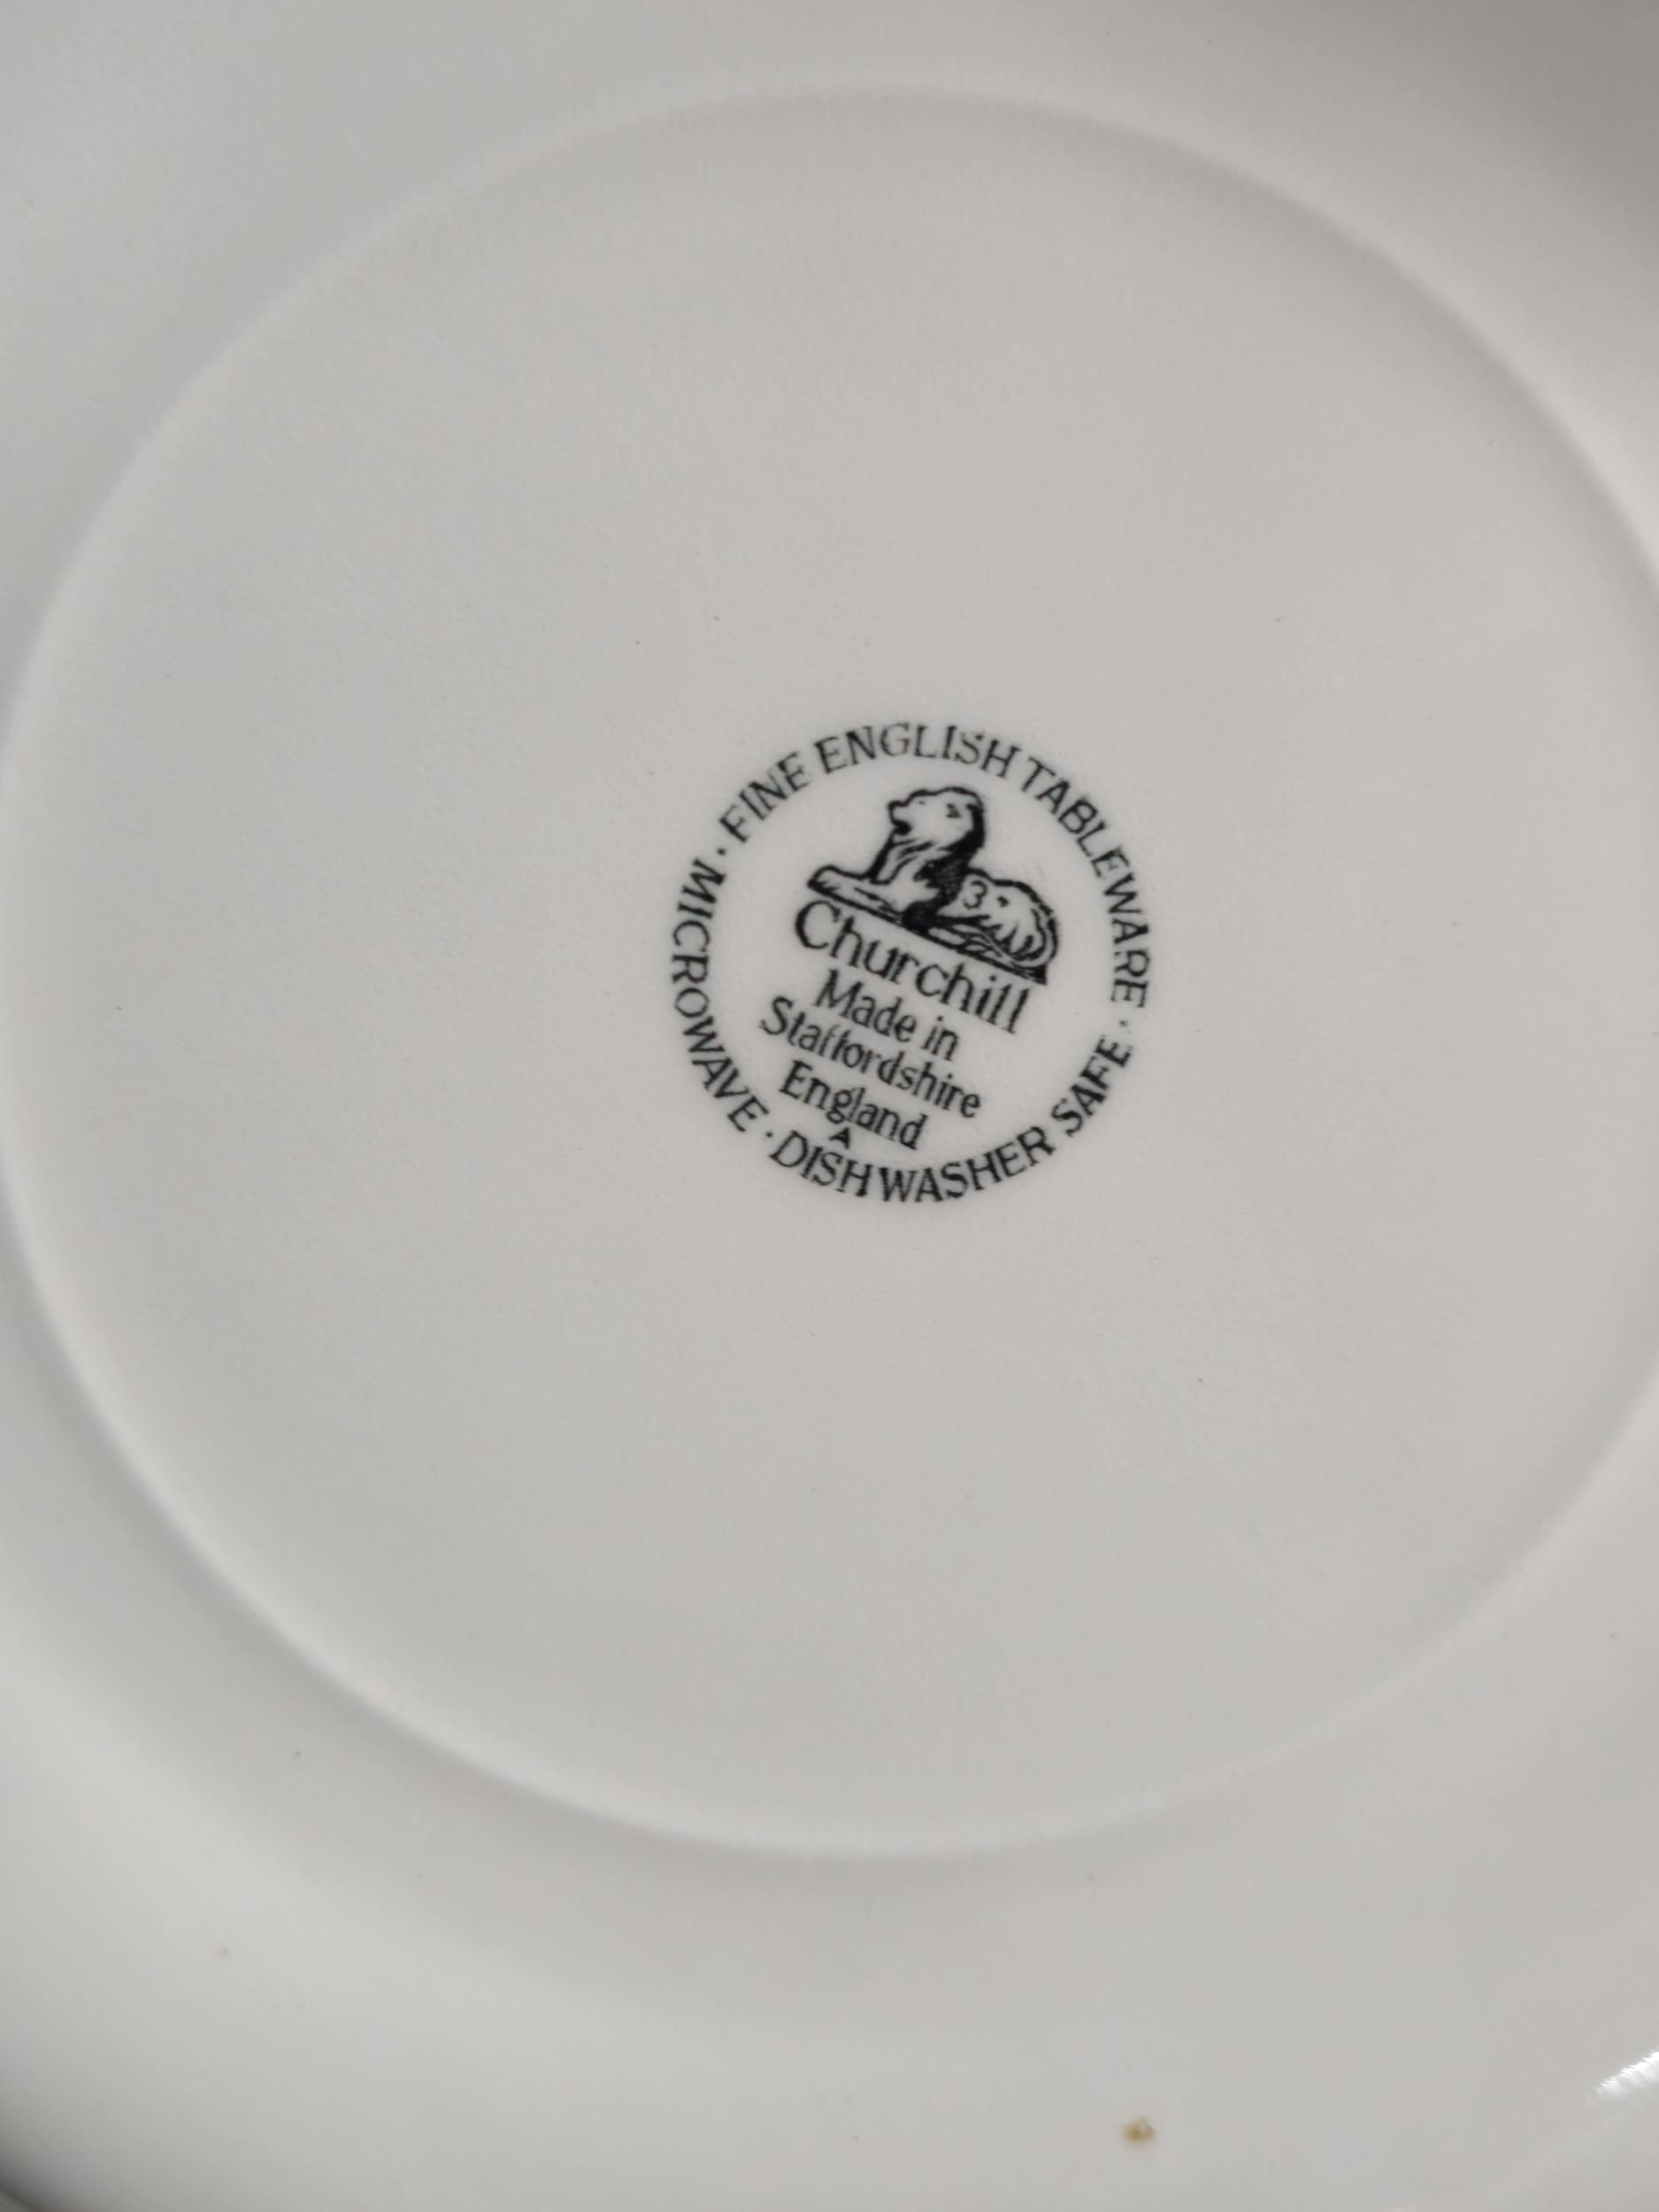 · FINE ENGLISH TABLEWARE ·
3
Churchill
Made in
Staffordshire
England
A
MICROWAVE · DISHWASHER SAFE